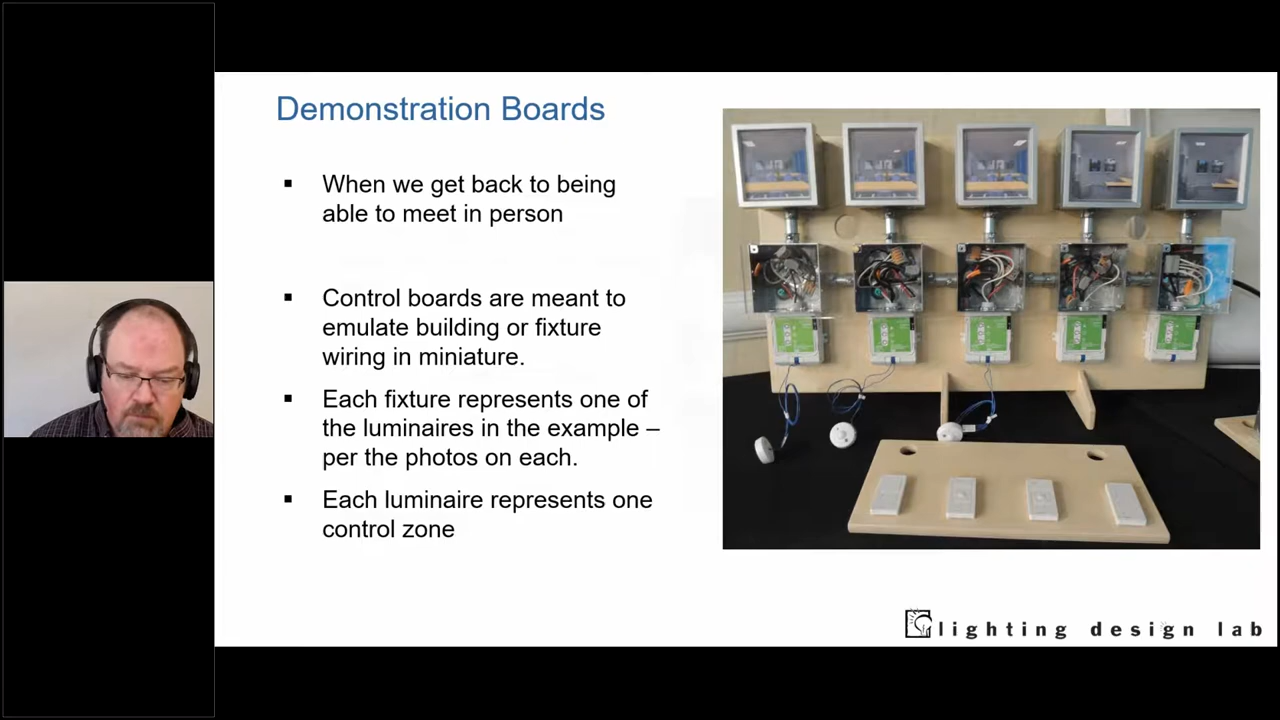 Demonstration Boards
▪ When we get back to being
able to meet in person
▪ Control boards are meant to
emulate building or fixture
wiring in miniature.
▪ Each fixture represents one of
the luminaires in the example –
per the photos on each.
▪ Each luminaire represents one
control zone
lighting design lab